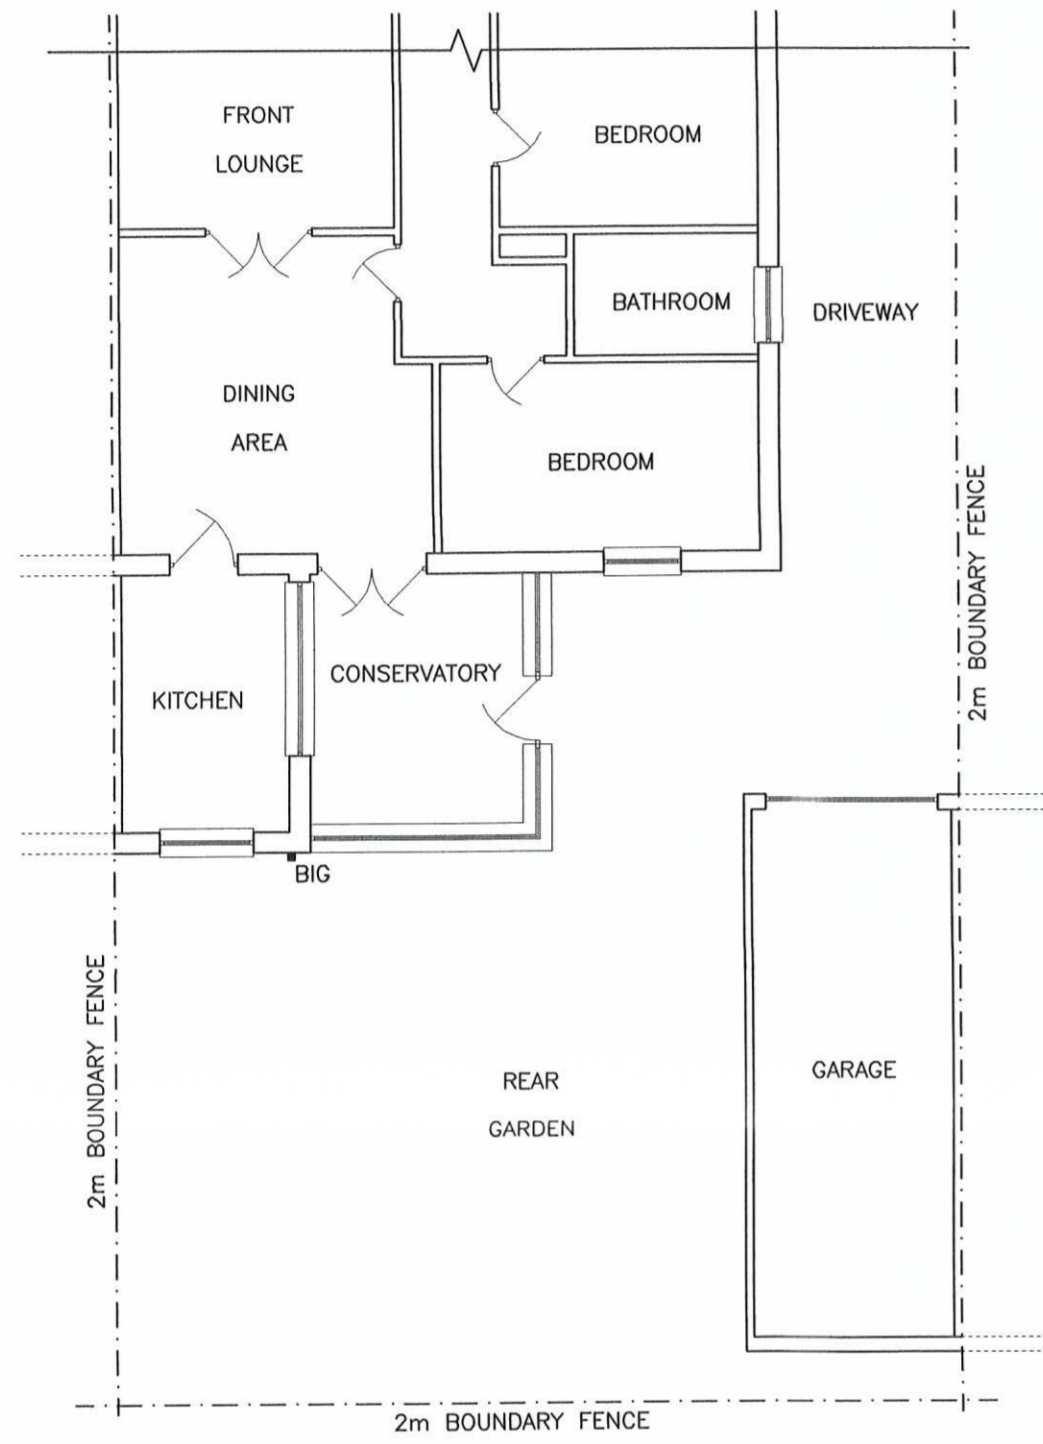 FRONT
LOUNGE
BEDROOM
BATHROOM
DRIVEWAY
DINING
AREA
BEDROOM
2m BOUNDARY FENCE
KITCHEN
CONSERVATORY
BIG
2m BOUNDARY FENCE
REAR
GARDEN
GARAGE
2m BOUNDARY FENCE